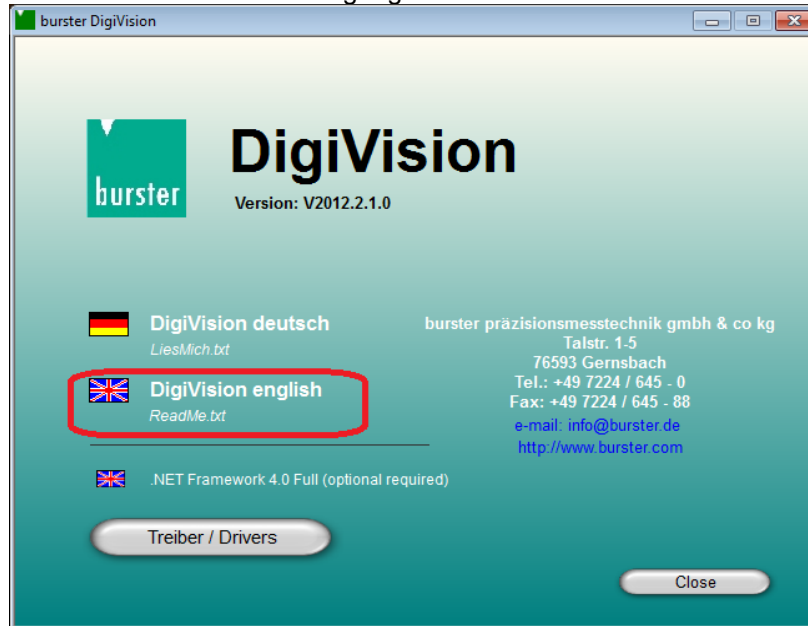 burster DigiVision
burster
DigiVision
Version: V2012.2.1.0
DigiVision deutsch
LiesMich.txt
DigiVision english
ReadMe.txt
.NET Framework 4.0 Full (optional required)
Treiber / Drivers
burster präzisionsmesstechnik gmbh & co kg
Talstr. 1-5
76593 Gernsbach
Tel.: +49 7224 / 645 - 0
Fax: +49 7224 / 645 - 88
e-mail: info@burster.de
http://www.burster.com
Close